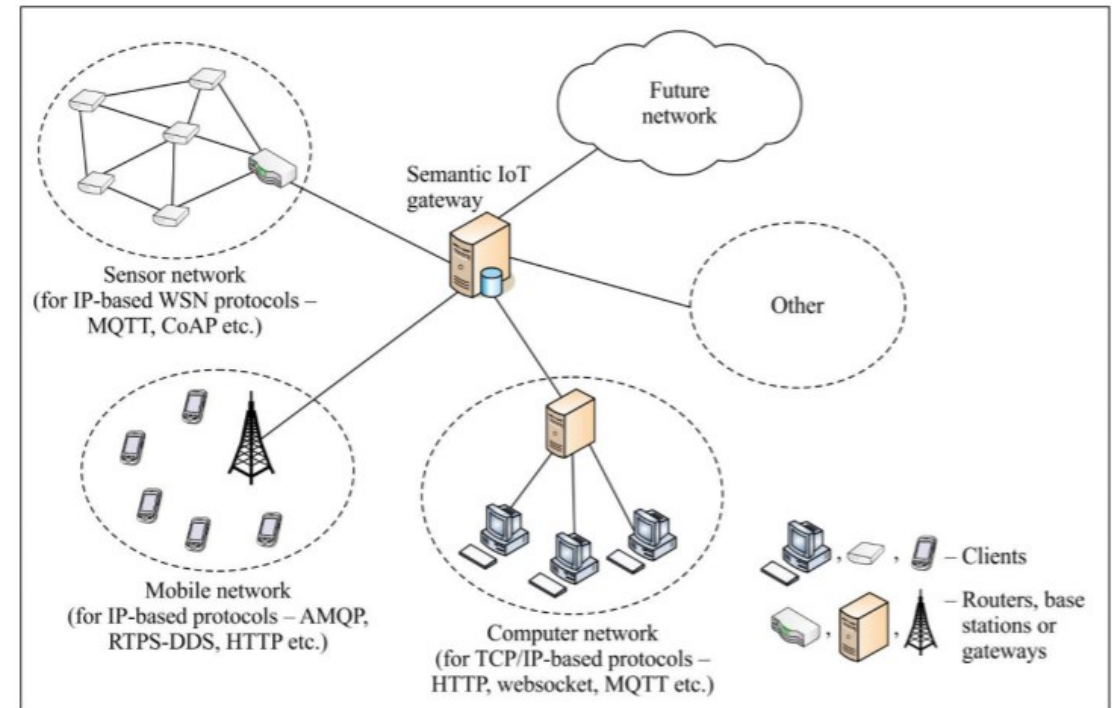 Future
network
Semantic IoT
gateway
Sensor network
(for IP-based WSN protocols –
MQTT, CoAP etc.)
Other
Mobile network
(for IP-based protocols – AMQP,
RTPS-DDS, HTTP etc.)
Computer network
(for TCP/IP-based protocols –
HTTP, websocket, MQTT etc.)
, , – Clients
, , – Routers, base
stations or
gateways